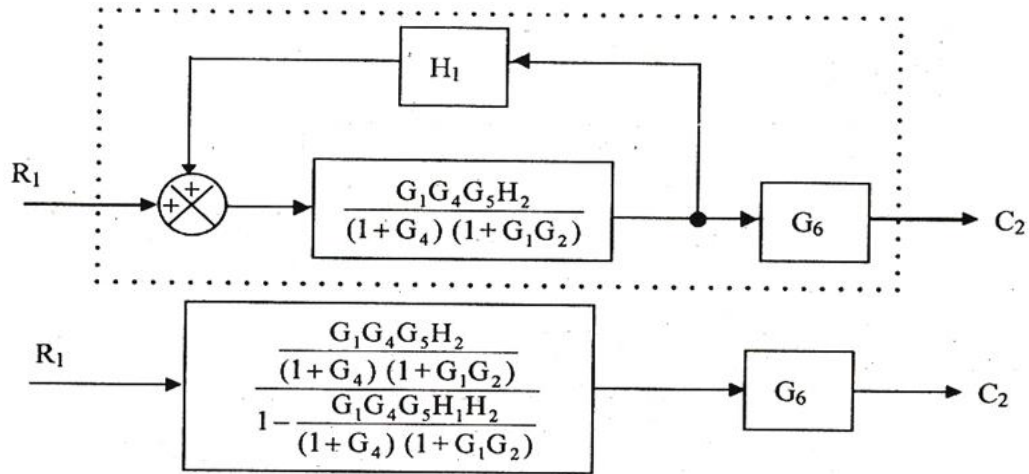 H₁
R₁
+
+
G₁G₄G₅H₂
(1+G₄) (1+G₁G₂)
G₆
C₂
R₁
G₁G₄G₅H₂
(1+G₄) (1+G₁G₂)
1-
G₁G₄G₅H₁H₂
(1+G₄) (1+G₁G₂)
G₆
C₂